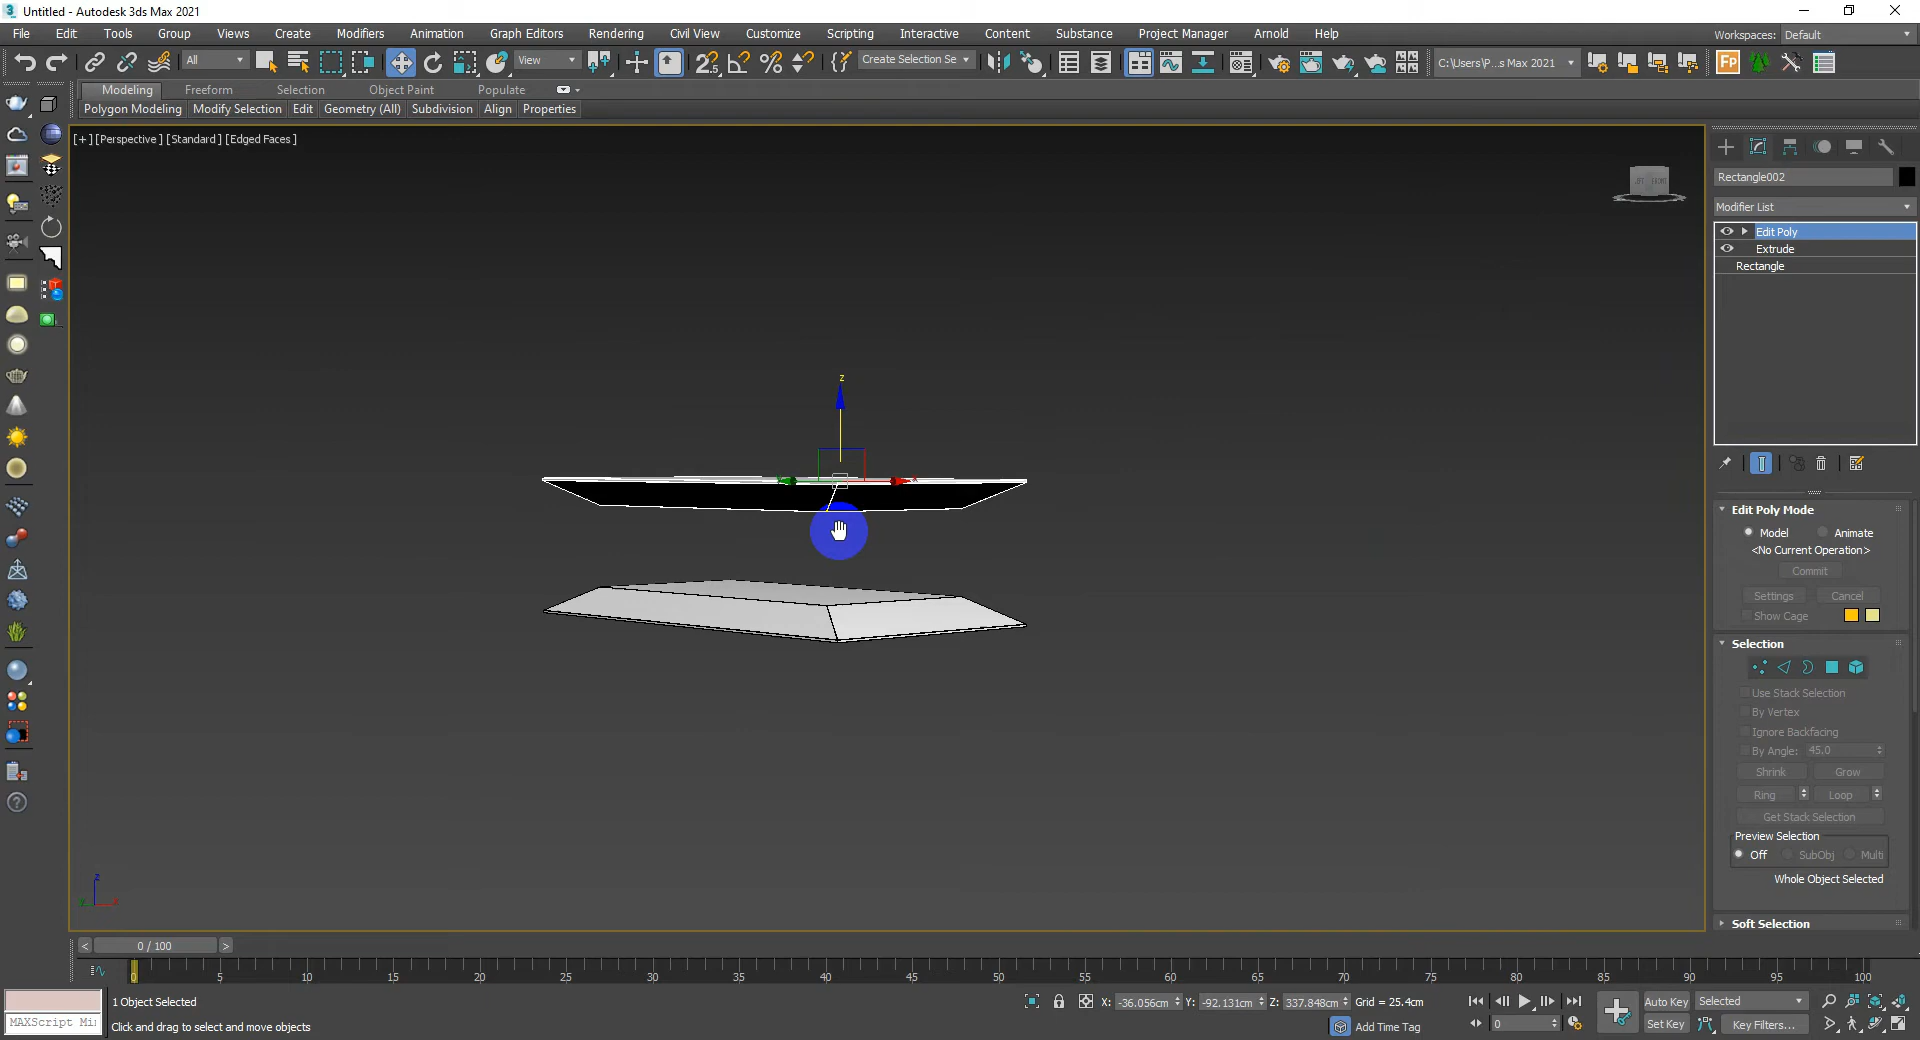 Untitled - Autodesk 3ds Max 2021
File Edit Tools Group Views Create Modifiers Animation Graph Editors Rendering Civil View Customize Scripting Interactive Content Substance Project Manager Arnold Help
Workspaces: Default
All View Create Selection Se C:\Users\P...s Max 2021
Modeling Freeform Selection Object Paint Populate
Polygon Modeling Modify Selection Edit Geometry (All) Subdivision Align Properties
[+] [Perspective ] [Standard ] [Edged Faces ]
Rectangle002
Modifier List
Edit Poly
Extrude
Rectangle
z
Edit Poly Mode
Model Animate
<No Current Operation>
Commit
Settings Cancel
Show Cage
Selection
Use Stack Selection
By Vertex
Ignore Backfacing
By Angle: 45.0
Shrink Grow
Ring Loop
Get Stack Selection
Preview Selection
Off SubObj Multi
Whole Object Selected
Soft Selection
z
y x
< 0 / 100 >
0 5 10 15 20 25 30 35 40 45 50 55 60 65 70 75 80 85 90 95 100
1 Object Selected
X: -36.056cm Y: -92.131cm Z: 337.848cm Grid = 25.4cm
Auto Key Selected
MAXScript Mi
Click and drag to select and move objects
Add Time Tag
0
Set Key Key Filters...